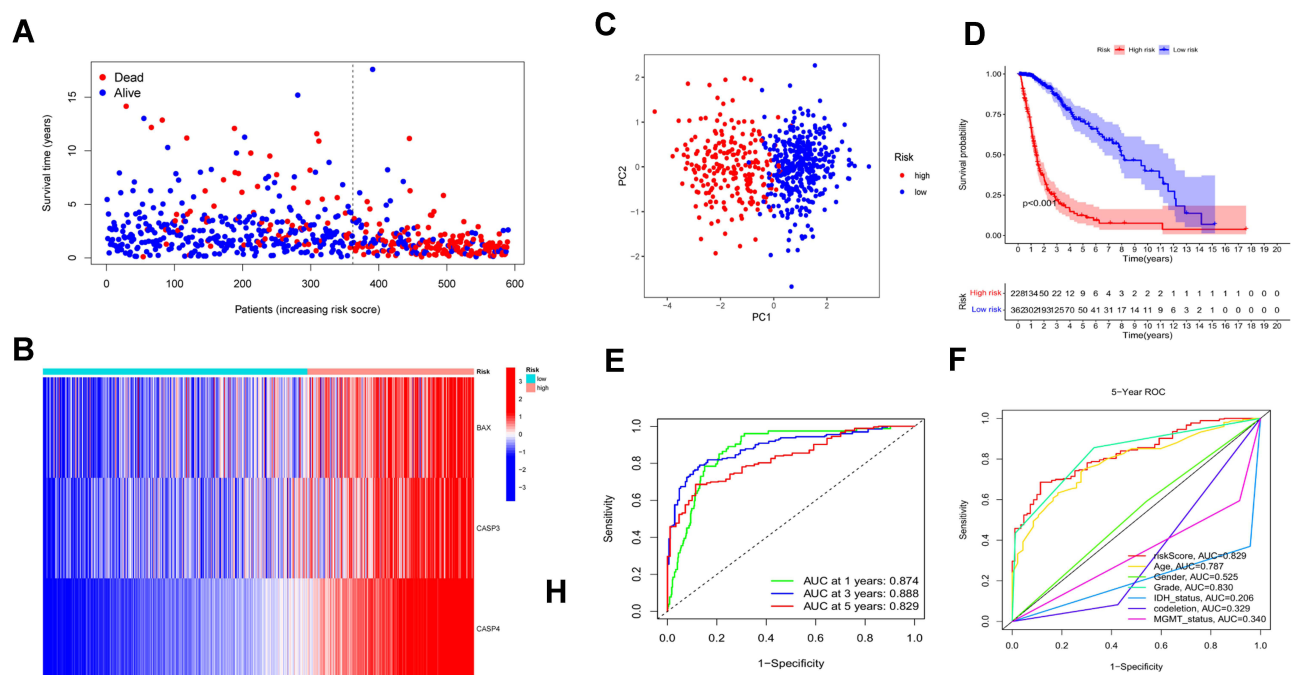 A
Dead
Alive
Survival time (years)
15
10
5
0
0 100 200 300 400 500 600
Patients (increasing risk socre)
B
Risk
BAX
CASP3
CASP4
3
2
1
0
−1
−2
−3
Risk
low
high
C
PC2
2
1
0
−1
−2
−4 −2 0 2
PC1
Risk
high
low
D
Risk High risk Low risk
Survival probability
1.00
0.75
0.50
0.25
0.00
p<0.001
0 1 2 3 4 5 6 7 8 9 10 11 12 13 14 15 16 17 18 19 20
Time(years)
Risk
High risk 228 134 50 22 12 9 6 4 3 2 2 2 1 1 1 1 1 1 0 0 0
Low risk 362 302 193 125 70 50 41 31 17 14 11 9 6 3 2 1 0 0 0 0 0
0 1 2 3 4 5 6 7 8 9 10 11 12 13 14 15 16 17 18 19 20
Time(years)
E
Sensitivity
1.0
0.8
0.6
0.4
0.2
0.0
AUC at 1 years: 0.874
AUC at 3 years: 0.888
AUC at 5 years: 0.829
0.0 0.2 0.4 0.6 0.8 1.0
1−Specificity
H
F
5−Year ROC
Sensitivity
1.0
0.8
0.6
0.4
0.2
0.0
riskScore, AUC=0.829
Age, AUC=0.787
Gender, AUC=0.525
Grade, AUC=0.830
IDH_status, AUC=0.206
codeletion, AUC=0.329
MGMT_status, AUC=0.340
0.0 0.2 0.4 0.6 0.8 1.0
1−Specificity